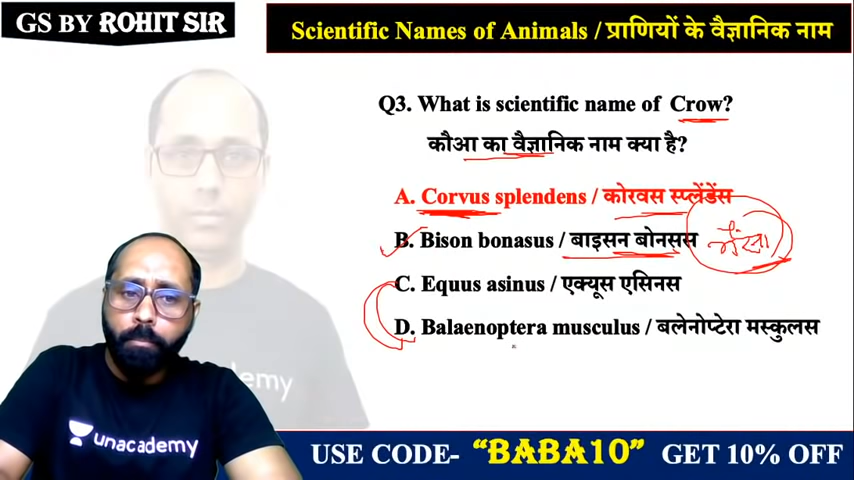 GS BY ROHIT SIR
Scientific Names of Animals / प्राणियों के वैज्ञानिक नाम
Q3. What is scientific name of Crow?
कौआ का वैज्ञानिक नाम क्या है?
A. Corvus splendens / कोरवस स्प्लेंडेंस
B. Bison bonasus / बाइसन बोनसस
C. Equus asinus / एक्यूस एसिनस
D. Balaenoptera musculus / बलेनोप्टेरा मस्कुलस
emy
unacademy
USE CODE- “BABA10” GET 10% OFF